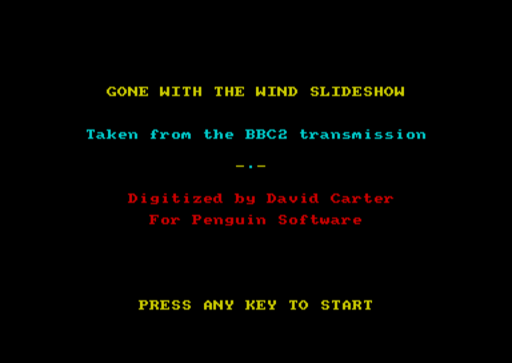 GONE WITH THE WIND SLIDESHOW
Taken from the BBC2 transmission
-.-
Digitized by David Carter
For Penguin Software
PRESS ANY KEY TO START